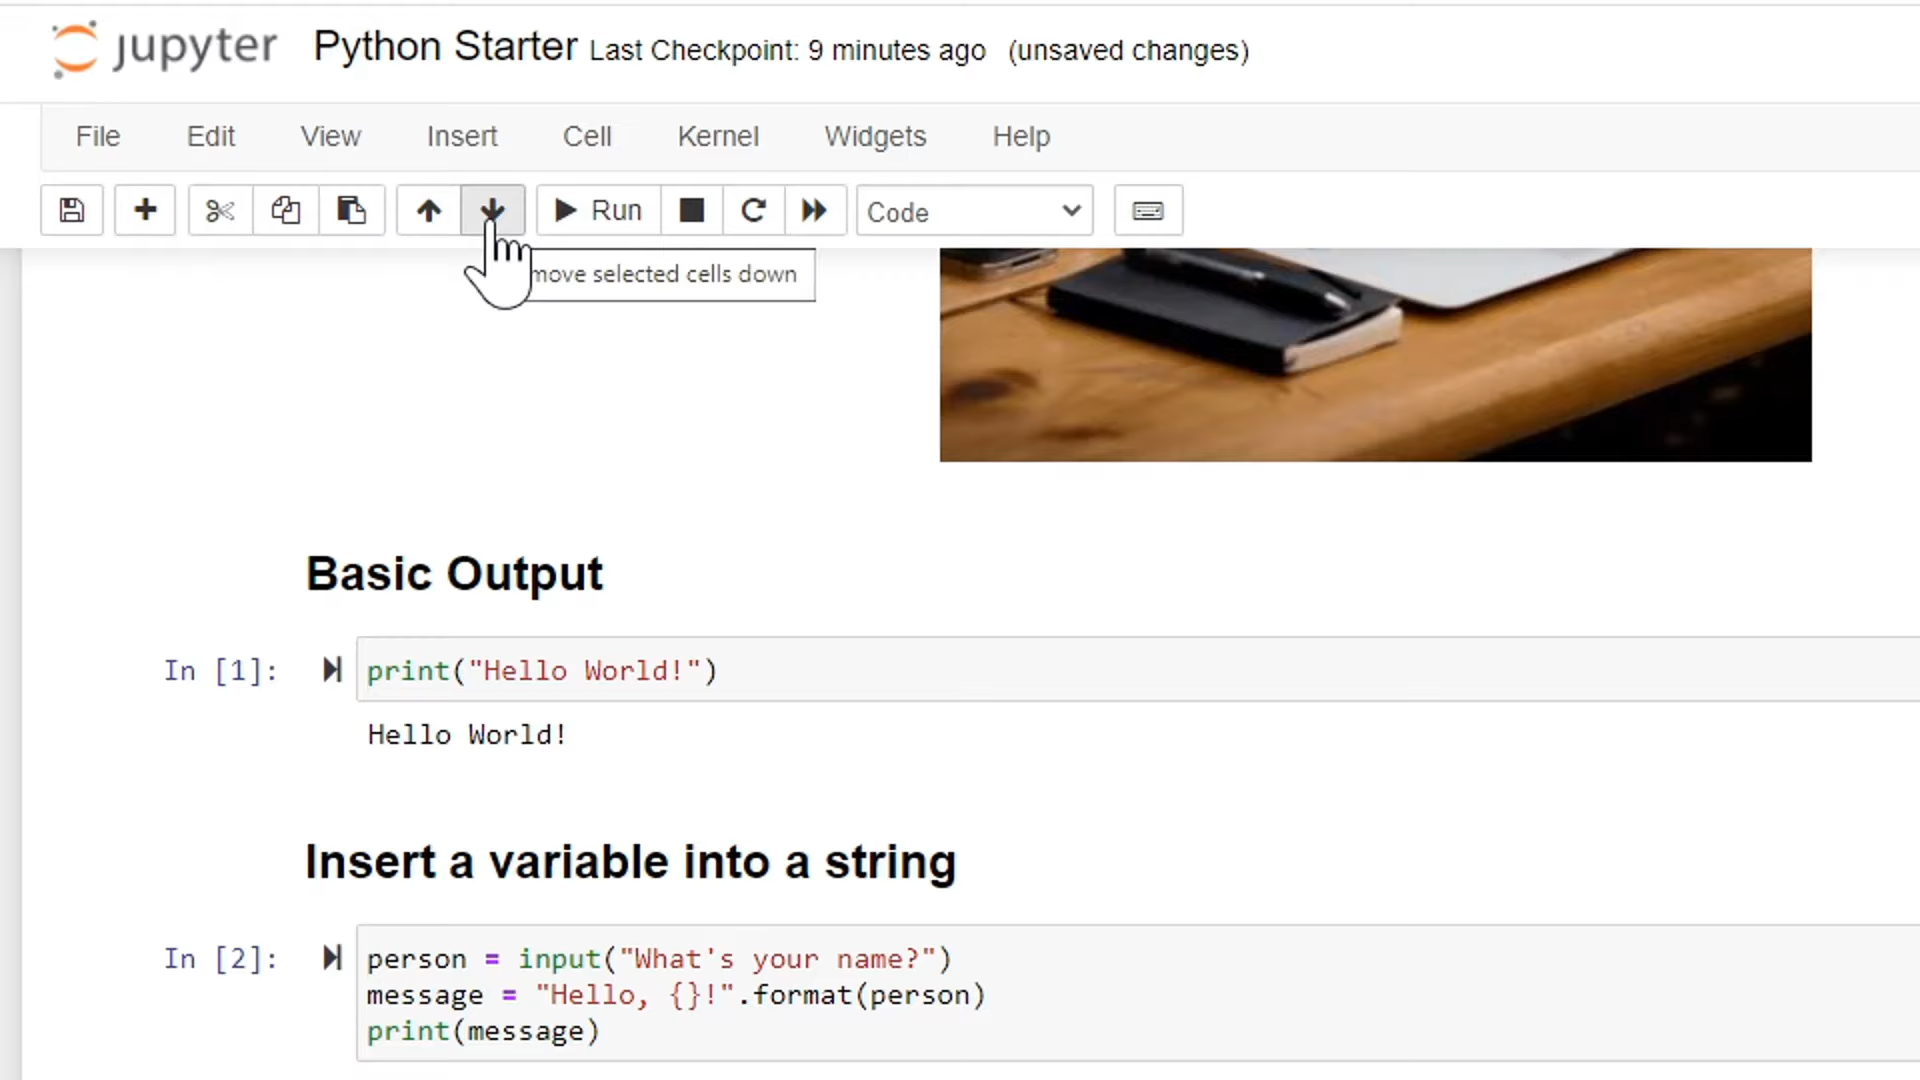 jupyter Python Starter Last Checkpoint: 9 minutes ago (unsaved changes)
File Edit View Insert Cell Kernel Widgets Help
Run Code
move selected cells down
Basic Output
In [1]: print("Hello World!")
Hello World!
Insert a variable into a string
In [2]: person = input("What's your name?")
message = "Hello, {}!".format(person)
print(message)